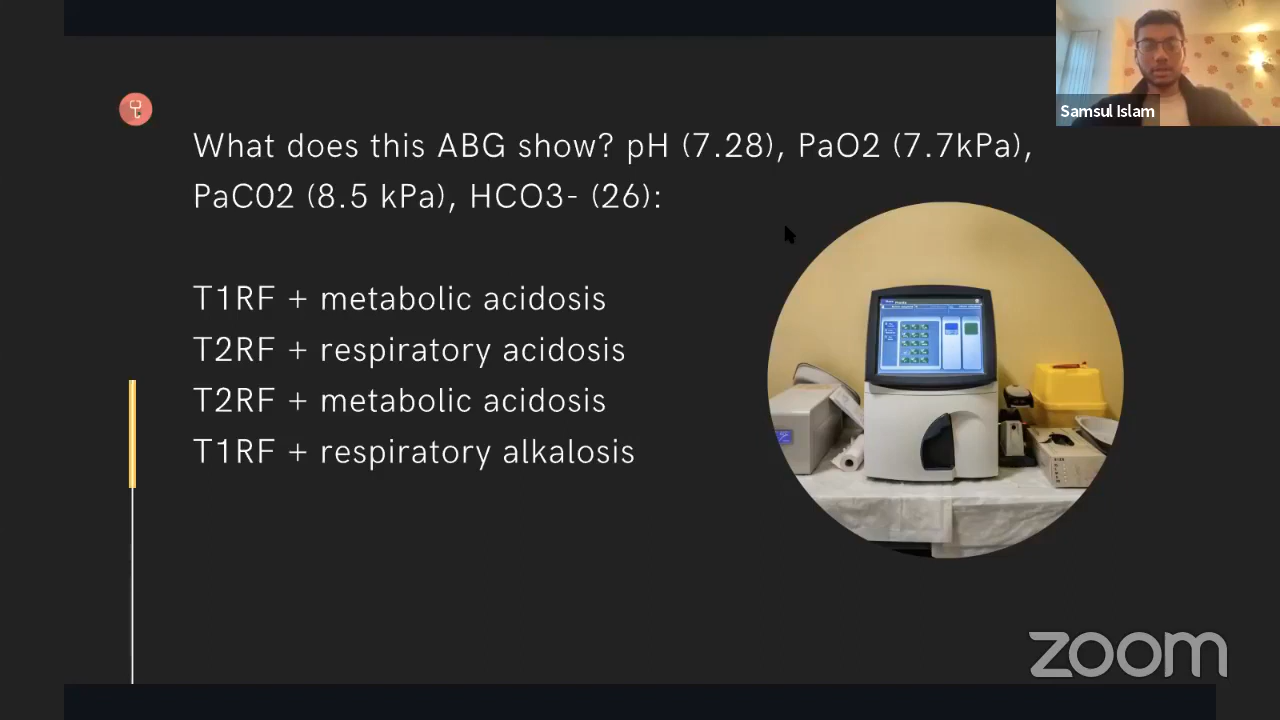 Samsul Islam
What does this ABG show? pH (7.28), PaO2 (7.7kPa),
PaC02 (8.5 kPa), HCO3- (26):
T1RF + metabolic acidosis
T2RF + respiratory acidosis
T2RF + metabolic acidosis
T1RF + respiratory alkalosis
zoom